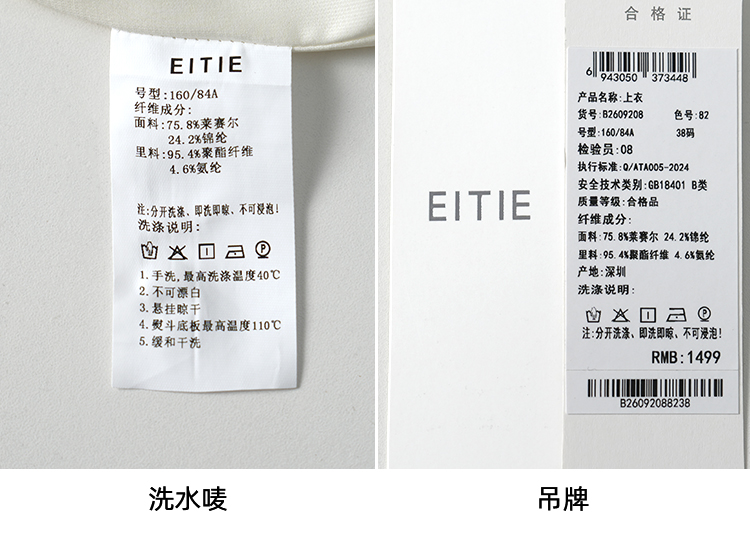 EITIE
号型:160/84A
纤维成分:
面料:75.8%莱赛尔
24.2%锦纶
里料:95.4%聚酯纤维
4.6%氨纶
注:分开洗涤、即洗即晾、不可浸泡!
洗涤说明:
1.手洗,最高洗涤温度40℃
2.不可漂白
3.悬挂晾干
4.熨斗底板最高温度110℃
5.缓和干洗
洗水唛
EITIE
合格证
6 943050 373448
产品名称:上衣
货号:B2609208 色号:82
号型:160/84A 38码
检验员:08
执行标准:Q/ATA005-2024
安全技术类别:GB18401 B类
质量等级:合格品
纤维成分:
面料:75.8%莱赛尔 24.2%锦纶
里料:95.4%聚酯纤维 4.6%氨纶
产地:深圳
洗涤说明:
注:分开洗涤、即洗即晾、不可浸泡!
RMB:1499
B26092088238
吊牌